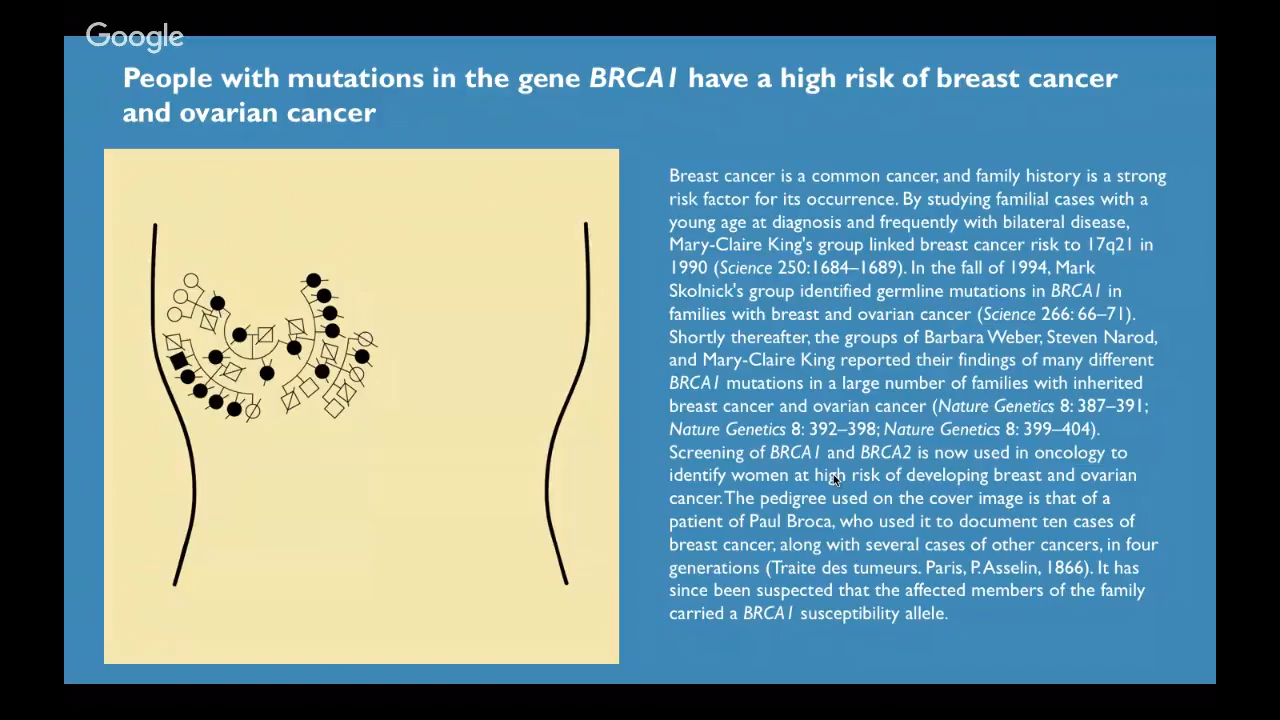 Google
People with mutations in the gene BRCA1 have a high risk of breast cancer
and ovarian cancer
Breast cancer is a common cancer, and family history is a strong
risk factor for its occurrence. By studying familial cases with a
young age at diagnosis and frequently with bilateral disease,
Mary-Claire King's group linked breast cancer risk to 17q21 in
1990 (Science 250:1684–1689). In the fall of 1994, Mark
Skolnick's group identified germline mutations in BRCA1 in
families with breast and ovarian cancer (Science 266: 66–71).
Shortly thereafter, the groups of Barbara Weber, Steven Narod,
and Mary-Claire King reported their findings of many different
BRCA1 mutations in a large number of families with inherited
breast cancer and ovarian cancer (Nature Genetics 8: 387–391;
Nature Genetics 8: 392–398; Nature Genetics 8: 399–404).
Screening of BRCA1 and BRCA2 is now used in oncology to
identify women at high risk of developing breast and ovarian
cancer. The pedigree used on the cover image is that of a
patient of Paul Broca, who used it to document ten cases of
breast cancer, along with several cases of other cancers, in four
generations (Traite des tumeurs. Paris, P. Asselin, 1866). It has
since been suspected that the affected members of the family
carried a BRCA1 susceptibility allele.